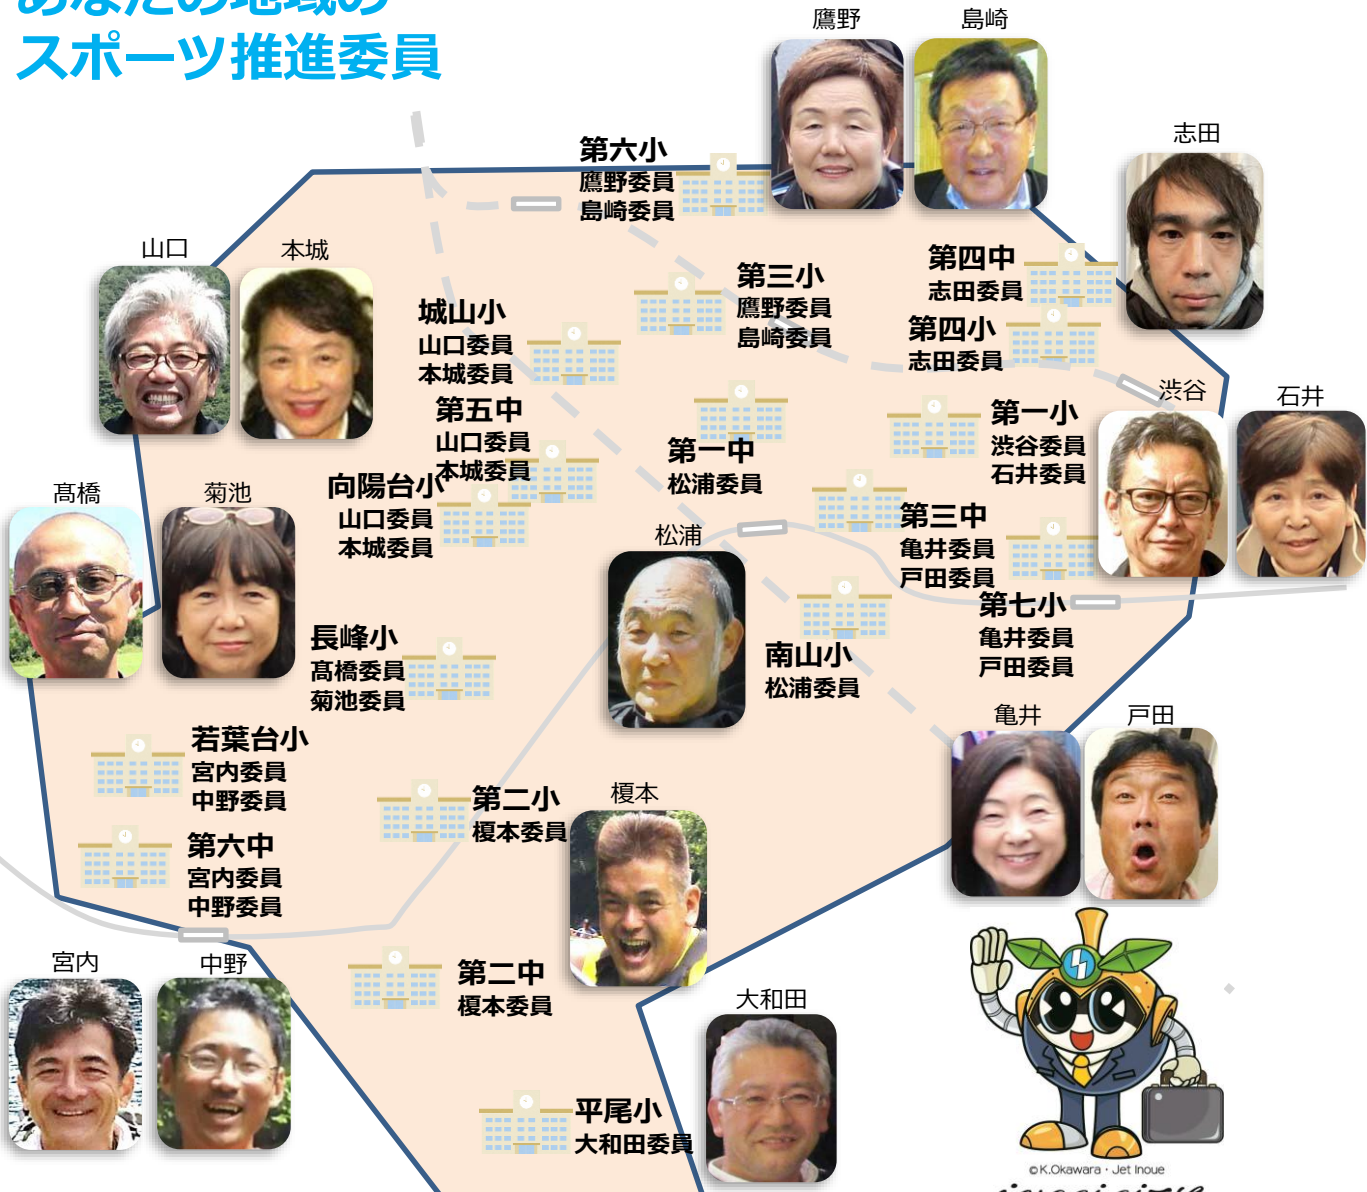 あなたの地域の
スポーツ推進委員
鷹野
島崎
志田
第六小
鷹野委員
島崎委員
山口
本城
城山小
山口委員
本城委員
第三小
鷹野委員
島崎委員
第四中
志田委員
第四小
志田委員
渋谷
石井
第五中
山口委員
本城委員
第一中
松浦委員
第一小
渋谷委員
石井委員
髙橋
菊池
向陽台小
山口委員
本城委員
松浦
第三中
亀井委員
戸田委員
第七小
亀井委員
戸田委員
長峰小
髙橋委員
菊池委員
南山小
松浦委員
亀井
戸田
若葉台小
宮内委員
中野委員
第二小
榎本委員
榎本
第六中
宮内委員
中野委員
宮内
中野
第二中
榎本委員
大和田
平尾小
大和田委員
©K.Okawara・Jet Inoue